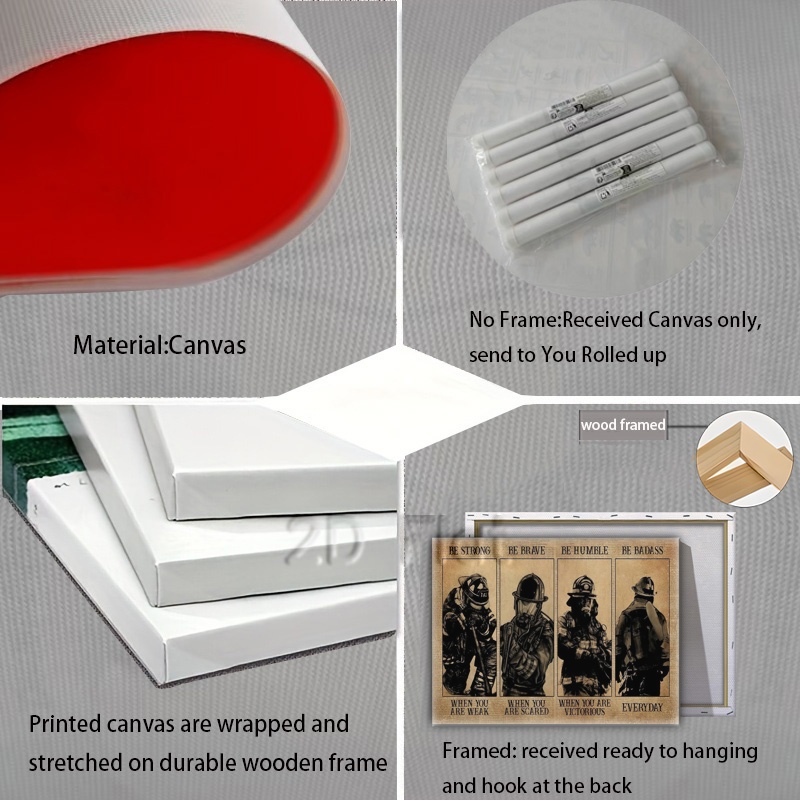 Material:Canvas
No Frame:Received Canvas only,
send to You Rolled up
wood framed
BE STRONG BE BRAVE BE HUMBLE BE BADASS
WHEN YOU ARE WEAK
WHEN YOU ARE SCARED
WHEN YOU ARE VICTORIOUS
EVERYDAY
Printed canvas are wrapped and
stretched on durable wooden frame
Framed: received ready to hanging
and hook at the back